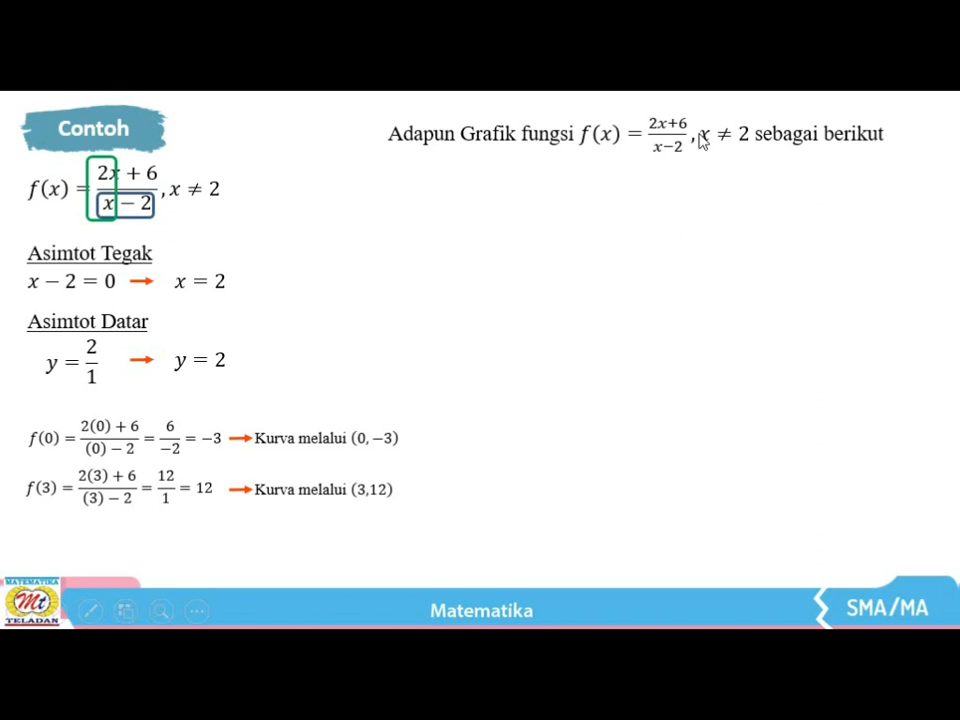 Contoh
f(x) = 2x + 6 / x − 2 , x ≠ 2
Asimtot Tegak
x − 2 = 0 → x = 2
Asimtot Datar
y = 2/1 → y = 2
f(0) = 2(0) + 6 / (0) − 2 = 6/−2 = −3 → Kurva melalui (0, −3)
f(3) = 2(3) + 6 / (3) − 2 = 12/1 = 12 → Kurva melalui (3,12)
Adapun Grafik fungsi f(x) = 2x+6 / x−2 , x ≠ 2 sebagai berikut
MATEMATIKA
Mt
TELADAN
Matematika
SMA/MA